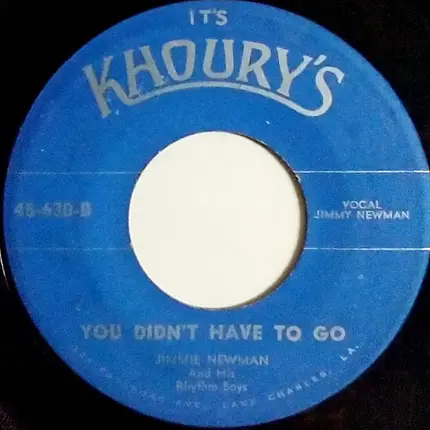 IT'S
KHOURY'S
45-630-B
VOCAL
JIMMY NEWMAN
YOU DIDN'T HAVE TO GO
JIMMIE NEWMAN
And His
Rhythm Boys
AVE., LAKE CHARLES, LA.